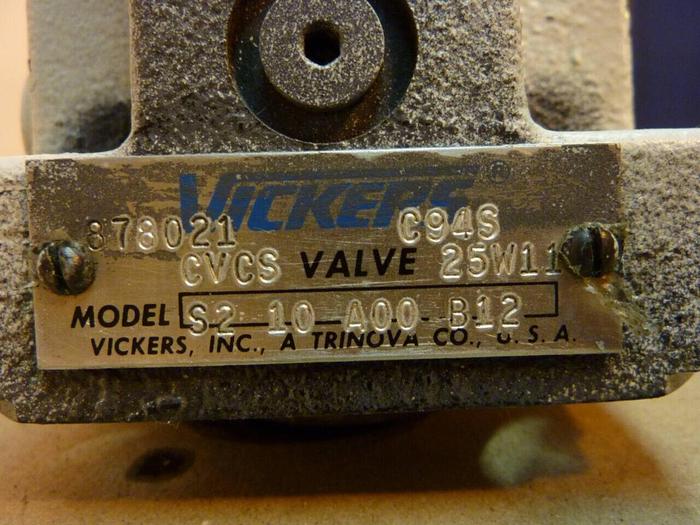 VICKERS®
878021 C94S
CVCS VALVE 25W11
MODEL S2 10 A00 B12
VICKERS, INC., A TRINOVA CO., U.S.A.